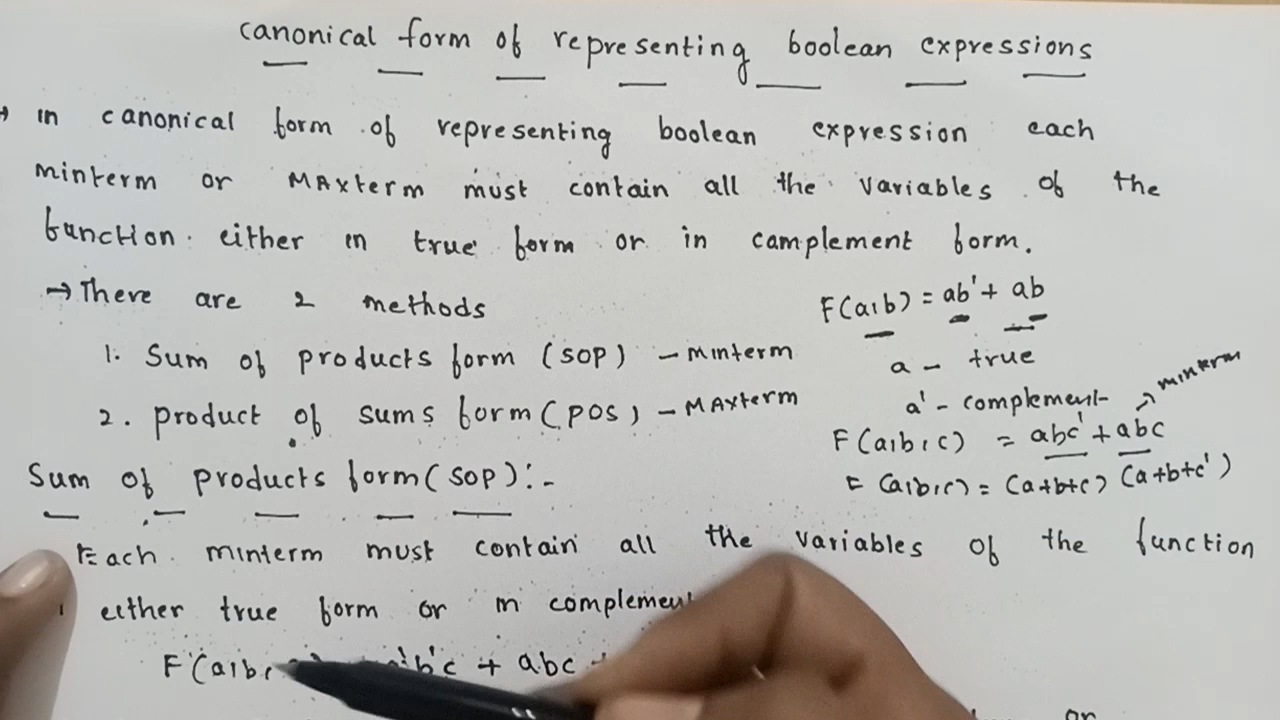 canonical form of representing boolean expressions
→ in canonical form of representing boolean expression each
minterm or MAxterm must contain all the variables of the
function either in true form or in camplement form.
→ There are 2 methods
1. Sum of products form (SOP) - minterm
2. product of sums form (POS) - MAxterm
F(a,b) = ab' + ab
a - true
a' - complement
→ minterm
F(a,b,c) = abc' + abc
F(a,b,c) = (a+b+c) (a+b+c')
Sum of products form (SOP):-
Each minterm must contain all the variables of the function
either true form or in complement
F(a,b, a'b'c + abc +
or